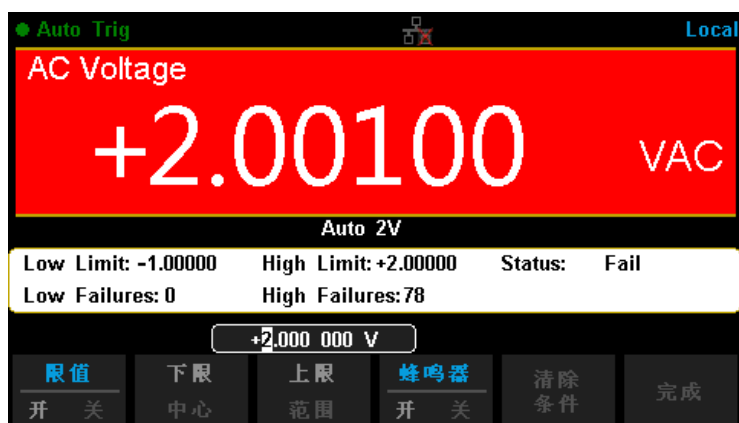 Auto Trig Local
AC Voltage
+2.00100 VAC
Auto 2V
Low Limit: -1.00000 High Limit: +2.00000 Status: Fail
Low Failures: 0 High Failures: 78
+2.000 000 V
限值 下限 上限 蜂鸣器 清除条件 完成
开 关 中心 范围 开 关